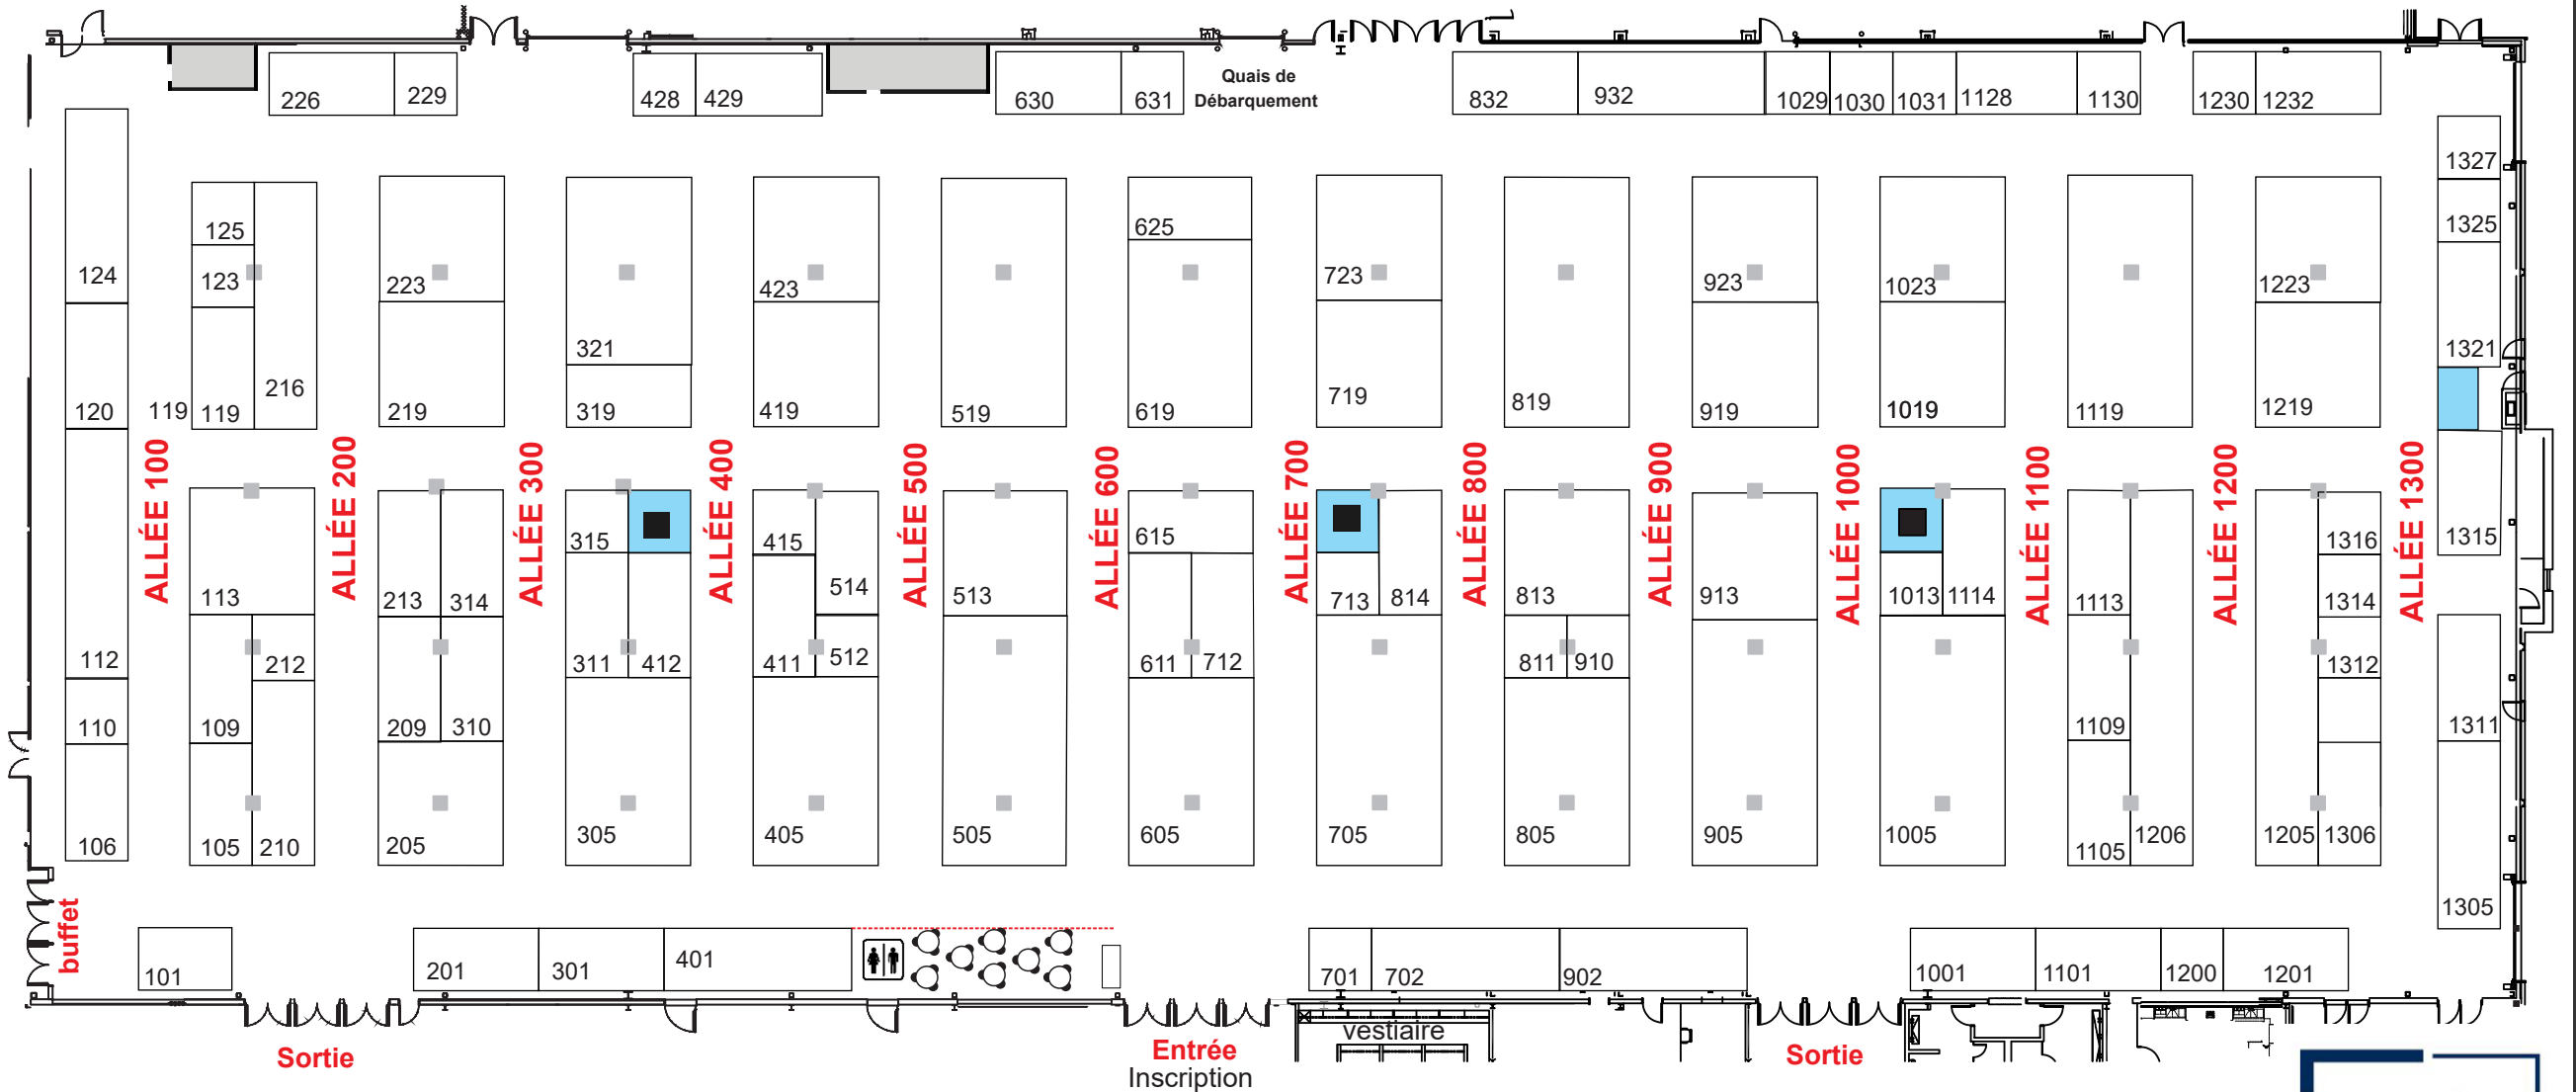 226 229 428 429 630 631
Quais de
Débarquement
832 932 1029 1030 1031 1128 1130 1230 1232
1327
125 625 1325
124 123 223 423 723 923 1023 1223
321 1321
120 119 119 216 219 319 419 519 619 719 819 919 1019 1119 1219
ALLÉE 100
ALLÉE 200
ALLÉE 300
ALLÉE 400
ALLÉE 500
ALLÉE 600
ALLÉE 700
ALLÉE 800
ALLÉE 900
ALLÉE 1000
ALLÉE 1100
ALLÉE 1200
ALLÉE 1300
315 415 615 1316 1315
113 213 314 514 513 713 814 813 913 1013 1114 1113 1314
112 212 311 412 411 512 611 712 811 910 1312
110 109 209 310 1109 1311
106 105 210 205 305 405 505 605 705 805 905 1005 1105 1206 1205 1306
1305
buffet
101 201 301 401 701 702 902 1001 1101 1200 1201
vestiaire
Sortie
Entrée
Inscription
Sortie